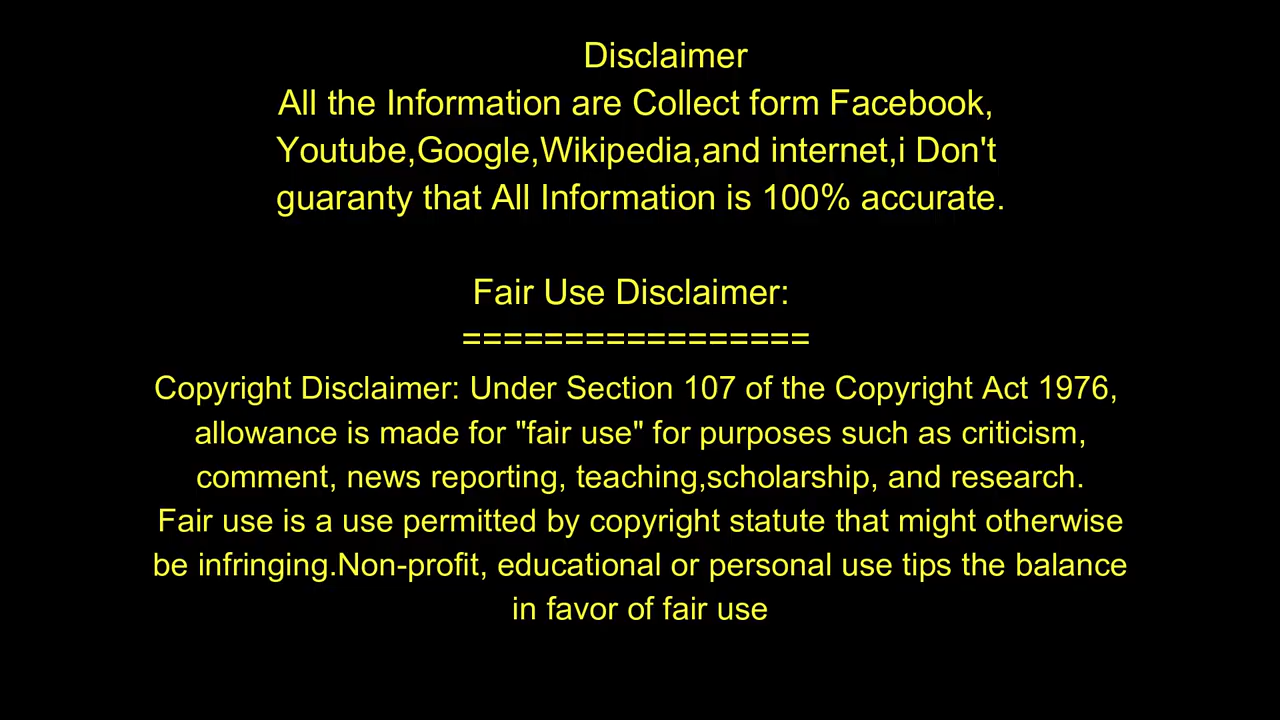 Disclaimer
All the Information are Collect form Facebook,
Youtube,Google,Wikipedia,and internet,i Don't
guaranty that All Information is 100% accurate.
Fair Use Disclaimer:
=================
Copyright Disclaimer: Under Section 107 of the Copyright Act 1976,
allowance is made for "fair use" for purposes such as criticism,
comment, news reporting, teaching,scholarship, and research.
Fair use is a use permitted by copyright statute that might otherwise
be infringing.Non-profit, educational or personal use tips the balance
in favor of fair use